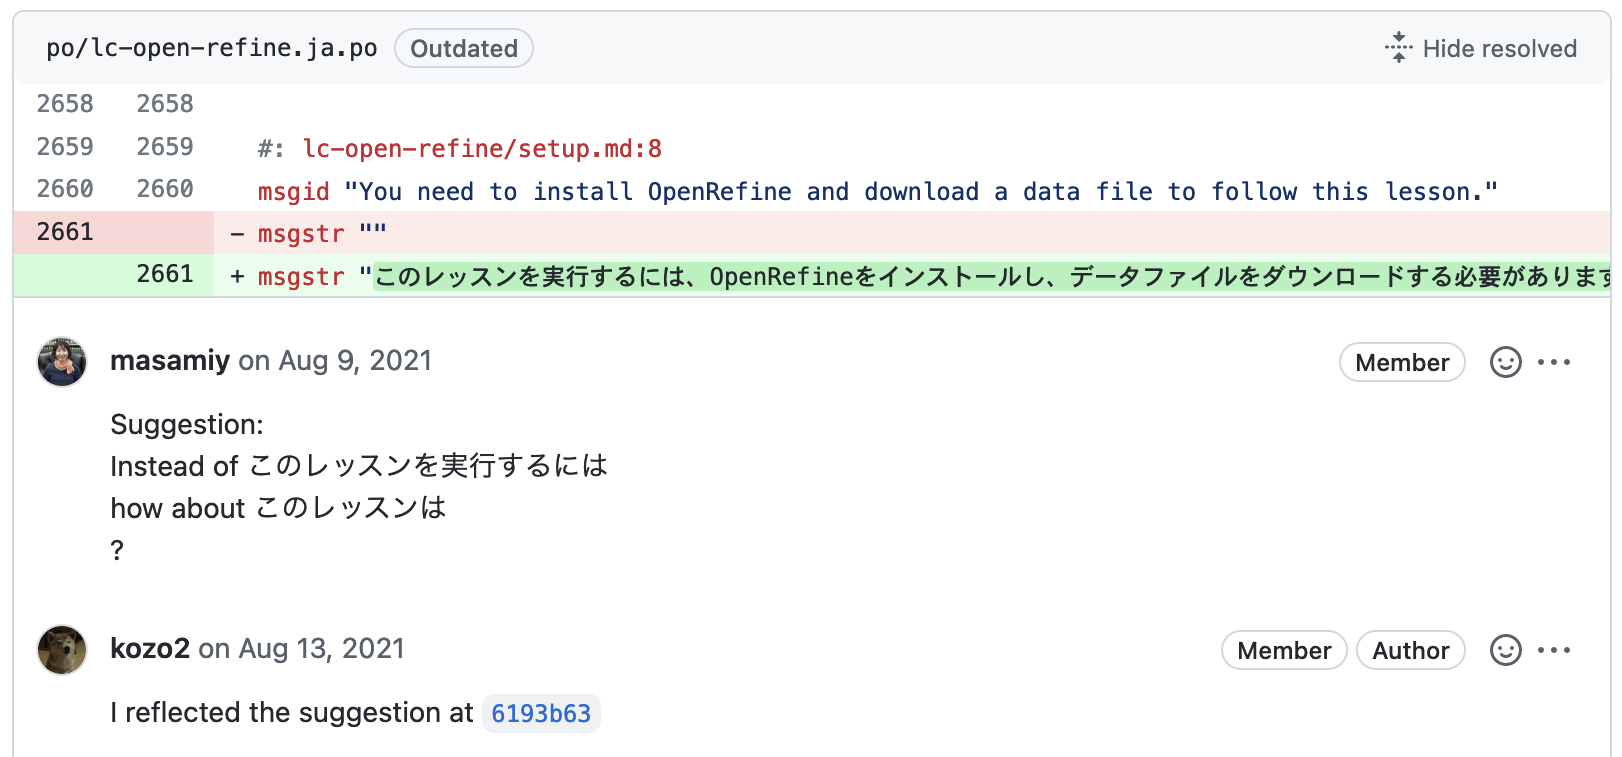 po/lc-open-refine.ja.po Outdated Hide resolved
2658 2658
2659 2659 #: lc-open-refine/setup.md:8
2660 2660 msgid "You need to install OpenRefine and download a data file to follow this lesson."
2661 - msgstr ""
2661 + msgstr "このレッスンを実行するには、OpenRefineをインストールし、データファイルをダウンロードする必要があります
masamiy on Aug 9, 2021 Member
Suggestion:
Instead of このレッスンを実行するには
how about このレッスンは
?
kozo2 on Aug 13, 2021 Member Author
I reflected the suggestion at 6193b63